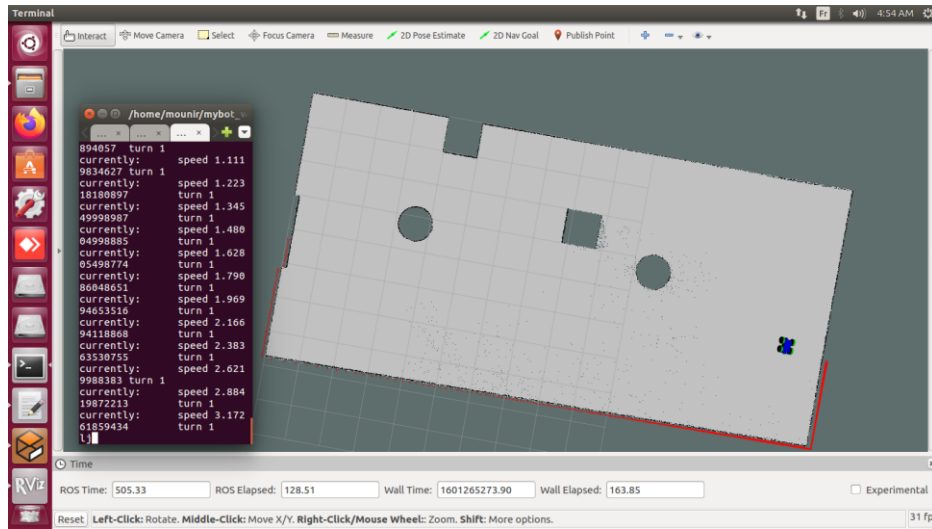 Terminal
Fr
4:54 AM
Interact Move Camera Select Focus Camera Measure 2D Pose Estimate 2D Nav Goal Publish Point
/home/mounir/mybot_w
... × ... × ... ×
894057 turn 1
currently: speed 1.111
9834627 turn 1
currently: speed 1.223
18180897 turn 1
currently: speed 1.345
49998987 turn 1
currently: speed 1.480
04998885 turn 1
currently: speed 1.628
05498774 turn 1
currently: speed 1.790
86048651 turn 1
currently: speed 1.969
94653516 turn 1
currently: speed 2.166
94118868 turn 1
currently: speed 2.383
63530755 turn 1
currently: speed 2.621
9988383 turn 1
currently: speed 2.884
19872213 turn 1
currently: speed 3.172
61859434 turn 1
lj
A
>_
RViz
Time
ROS Time: 505.33 ROS Elapsed: 128.51 Wall Time: 1601265273.90 Wall Elapsed: 163.85 Experimental
Reset Left-Click: Rotate. Middle-Click: Move X/Y. Right-Click/Mouse Wheel:: Zoom. Shift: More options. 31 fp